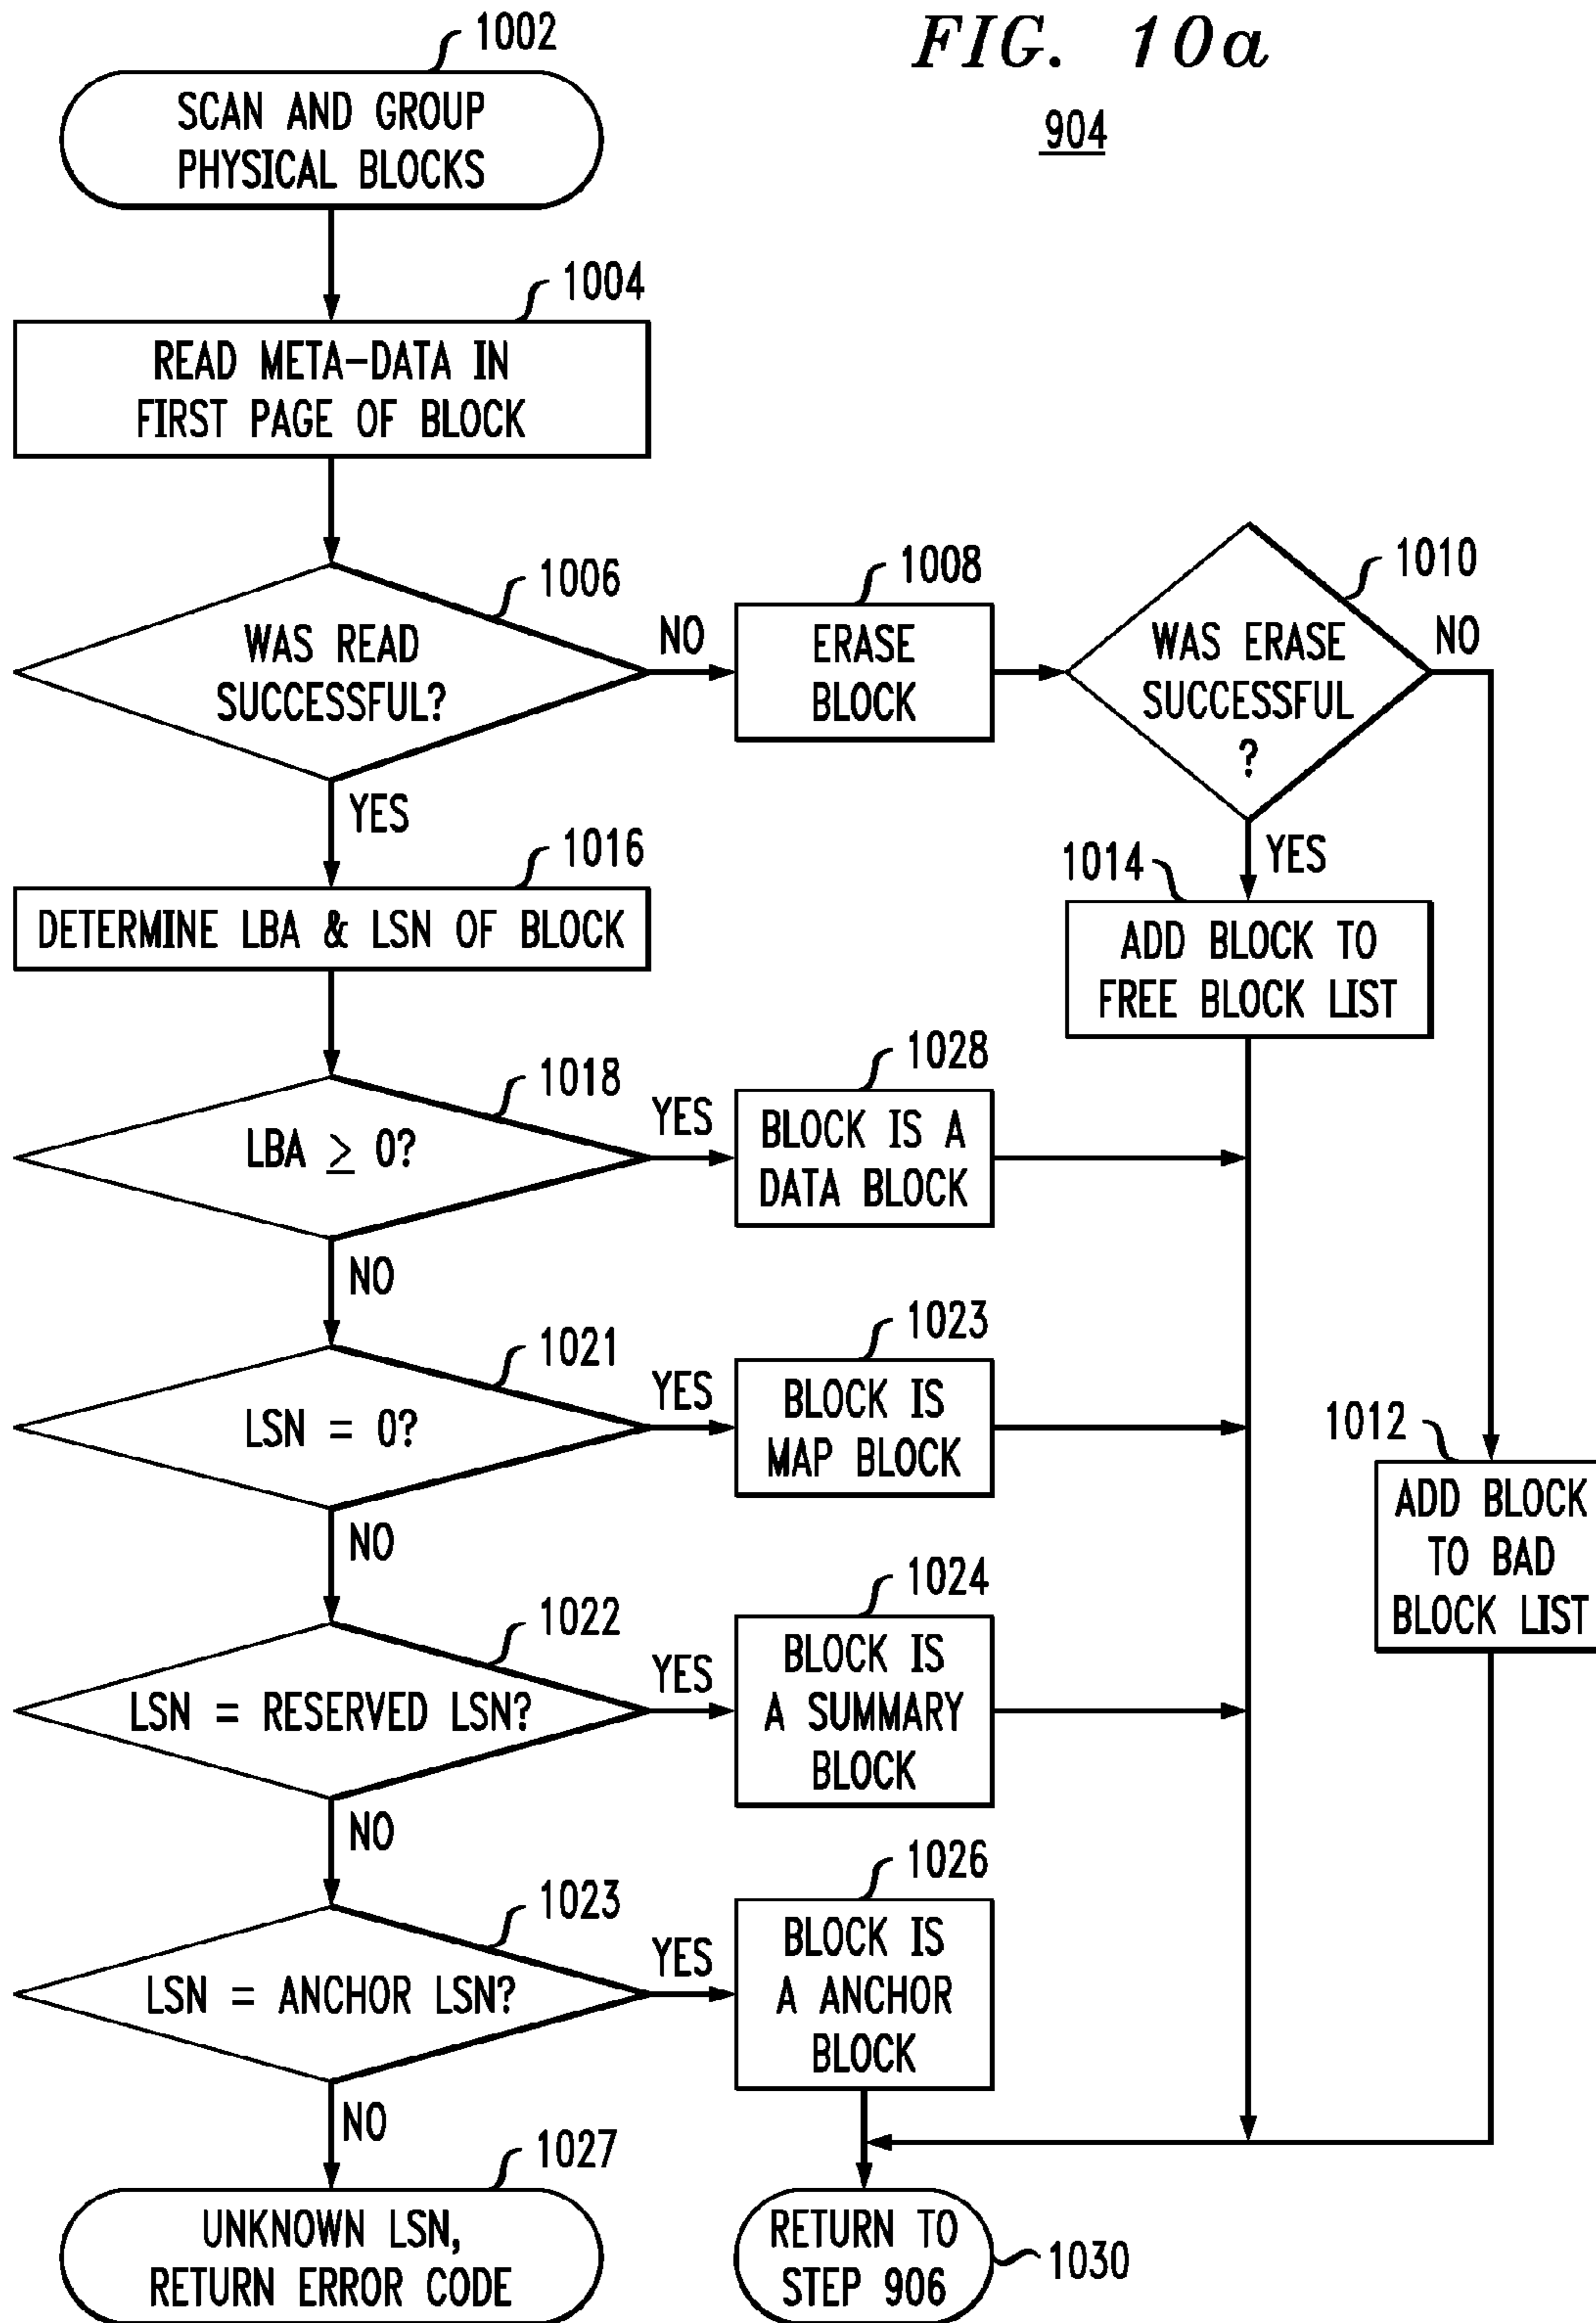 FIG. 10a
904
1002
SCAN AND GROUP
PHYSICAL BLOCKS
1004
READ META-DATA IN
FIRST PAGE OF BLOCK
1006
WAS READ
SUCCESSFUL?
NO
YES
1008
ERASE
BLOCK
1010
WAS ERASE
SUCCESSFUL
?
NO
YES
1014
ADD BLOCK TO
FREE BLOCK LIST
1016
DETERMINE LBA & LSN OF BLOCK
1018
LBA ≥ 0?
YES
NO
1028
BLOCK IS A
DATA BLOCK
1021
LSN = 0?
YES
NO
1023
BLOCK IS
MAP BLOCK
1012
ADD BLOCK
TO BAD
BLOCK LIST
1022
LSN = RESERVED LSN?
YES
NO
1024
BLOCK IS
A SUMMARY
BLOCK
1023
LSN = ANCHOR LSN?
YES
NO
1026
BLOCK IS
A ANCHOR
BLOCK
1027
UNKNOWN LSN,
RETURN ERROR CODE
RETURN TO
STEP 906
1030